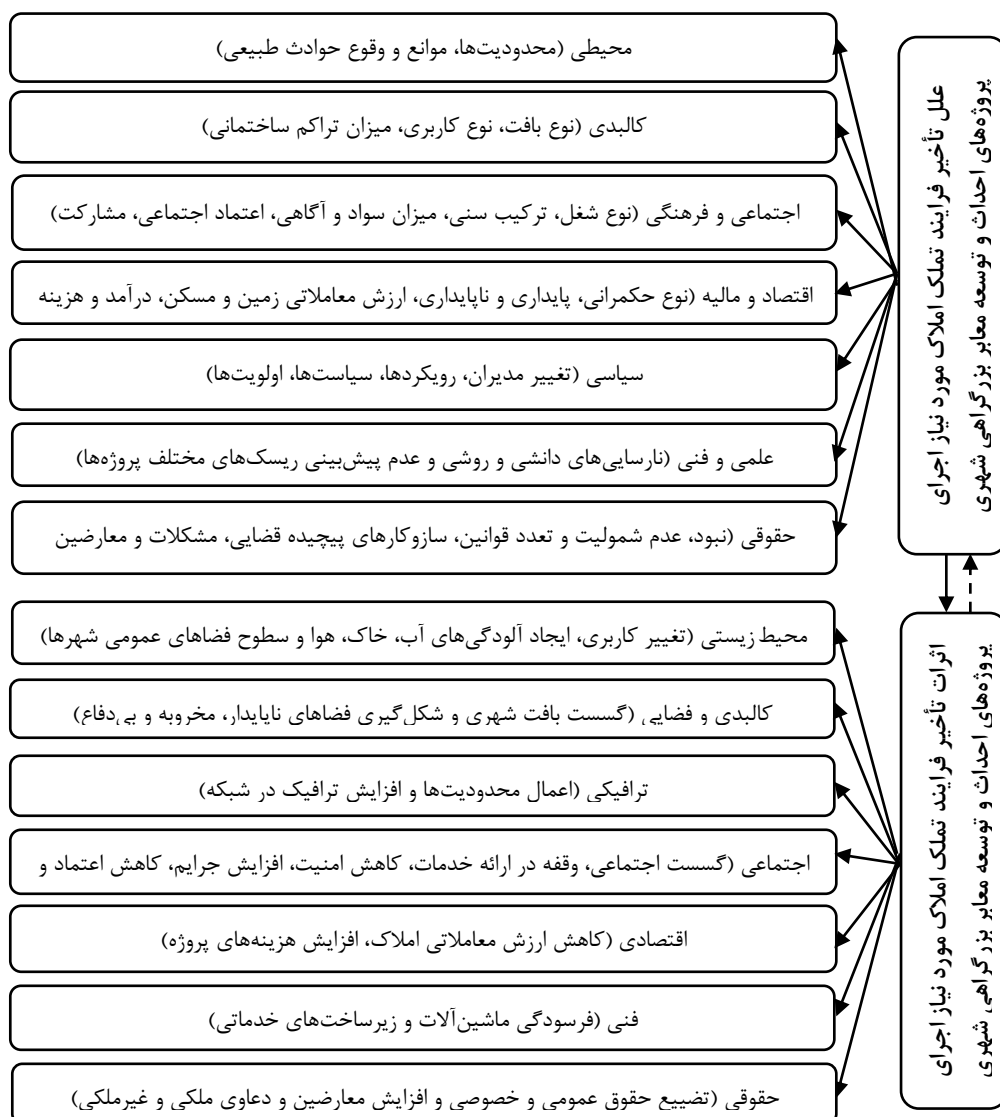 علل تأخیر فرایند تملک املاک مورد نیاز اجرای
پروژه‌های احداث و توسعه معابر بزرگراهی شهری
محیطی (محدودیت‌ها، موانع و وقوع حوادث طبیعی)
کالبدی (نوع بافت، نوع کاربری، میزان تراکم ساختمانی)
اجتماعی و فرهنگی (نوع شغل، ترکیب سنی، میزان سواد و آگاهی، اعتماد اجتماعی، مشارکت)
اقتصاد و مالیه (نوع حکمرانی، پایداری و ناپایداری، ارزش معاملاتی زمین و مسکن، درآمد و هزینه
سیاسی (تغییر مدیران، رویکردها، سیاست‌ها، اولویت‌ها)
علمی و فنی (نارسایی‌های دانشی و روشی و عدم پیش‌بینی ریسک‌های مختلف پروژه‌ها)
حقوقی (نبود، عدم شمولیت و تعدد قوانین، سازوکارهای پیچیده قضایی، مشکلات و معارضین
اثرات تأخیر فرایند تملک املاک مورد نیاز اجرای
پروژه‌های احداث و توسعه معابر بزرگراهی شهری
محیط زیستی (تغییر کاربری، ایجاد آلودگی‌های آب، خاک، هوا و سطوح فضاهای عمومی شهرها)
کالبدی و فضایی (گسست بافت شهری و شکل‌گیری فضاهای ناپایدار، مخروبه و بی‌دفاع)
ترافیکی (اعمال محدودیت‌ها و افزایش ترافیک در شبکه)
اجتماعی (گسست اجتماعی، وقفه در ارائه خدمات، کاهش امنیت، افزایش جرایم، کاهش اعتماد و
اقتصادی (کاهش ارزش معاملاتی املاک، افزایش هزینه‌های پروژه)
فنی (فرسودگی ماشین‌آلات و زیرساخت‌های خدماتی)
حقوقی (تضییع حقوق عمومی و خصوصی و افزایش معارضین و دعاوی ملکی و غیرملکی)